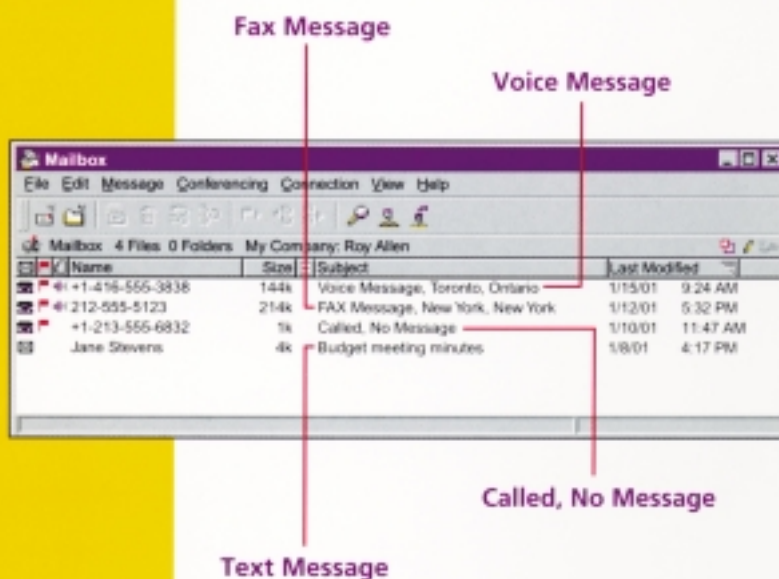 Fax Message
Voice Message
Mailbox
File Edit Message Conferencing Connection View Help
Mailbox 4 Files 0 Folders My Company: Roy Allen
Name Size Subject Last Modified
+1-416-555-3838 144k Voice Message, Toronto, Ontario 1/15/01 9:24 AM
212-555-5123 214k FAX Message, New York, New York 1/12/01 5:32 PM
+1-213-555-6832 1k Called, No Message 1/10/01 11:47 AM
Jane Stevens 4k Budget meeting minutes 1/8/01 4:17 PM
Called, No Message
Text Message